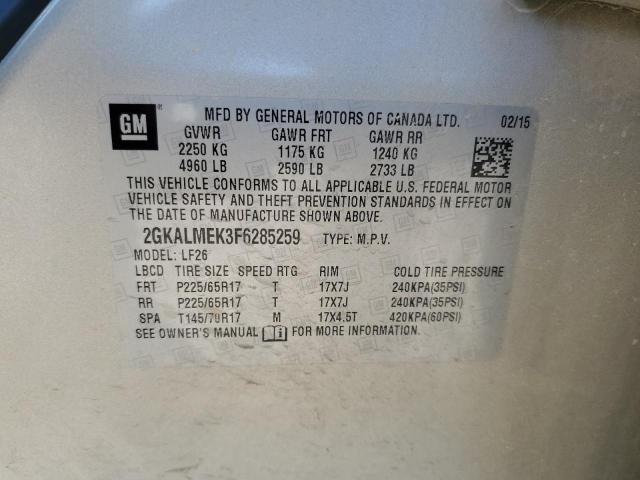 GM ® MFD BY GENERAL MOTORS OF CANADA LTD. 02/15
GVWR GAWR FRT GAWR RR
2250 KG 1175 KG 1240 KG
4960 LB 2590 LB 2733 LB
THIS VEHICLE CONFORMS TO ALL APPLICABLE U.S. FEDERAL MOTOR
VEHICLE SAFETY AND THEFT PREVENTION STANDARDS IN EFFECT ON
THE DATE OF MANUFACTURE SHOWN ABOVE.
2GKALMEK3F6285259 TYPE: M.P.V.
MODEL: LF26
LBCD TIRE SIZE SPEED RTG RIM COLD TIRE PRESSURE
FRT P225/65R17 T 17X7J 240KPA(35PSI)
RR P225/65R17 T 17X7J 240KPA(35PSI)
SPA T145/70R17 M 17X4.5T 420KPA(60PSI)
SEE OWNER'S MANUAL FOR MORE INFORMATION.